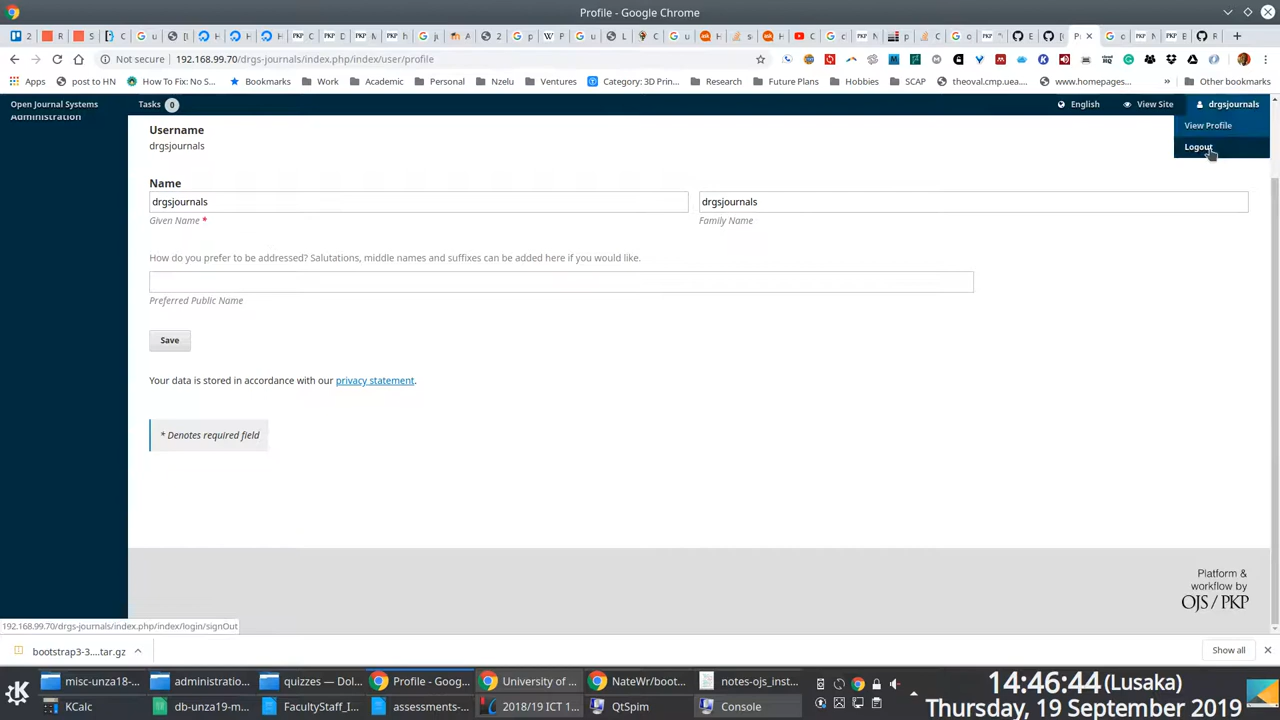 Profile - Google Chrome
Not secure 192.168.99.70/drgs-journals/index.php/index/user/profile
Apps post to HN How To Fix: No S... Bookmarks Work Academic Personal Nzelu Ventures Category: 3D Prin... Research Future Plans Hobbies SCAP theoval.cmp.uea.... www.homepages... » Other bookmarks
Open Journal Systems Tasks 0 English View Site drgsjournals
Administration
View Profile
Logout
Username
drgsjournals
Name
drgsjournals drgsjournals
Given Name * Family Name
How do you prefer to be addressed? Salutations, middle names and suffixes can be added here if you would like.
Preferred Public Name
Save
Your data is stored in accordance with our privacy statement.
* Denotes required field
Platform &
workflow by
OJS / PKP
192.168.99.70/drgs-journals/index.php/index/login/signOut
bootstrap3-3....tar.gz Show all
misc-unza18-... administratio... quizzes — Dol... Profile - Goog... University of ... NateWr/boot... notes-ojs_inst...
KCalc db-unza19-m... FacultyStaff_I... assessments-... 2018/19 ICT 1... QtSpim Console
14:46:44 (Lusaka)
Thursday, 19 September 2019